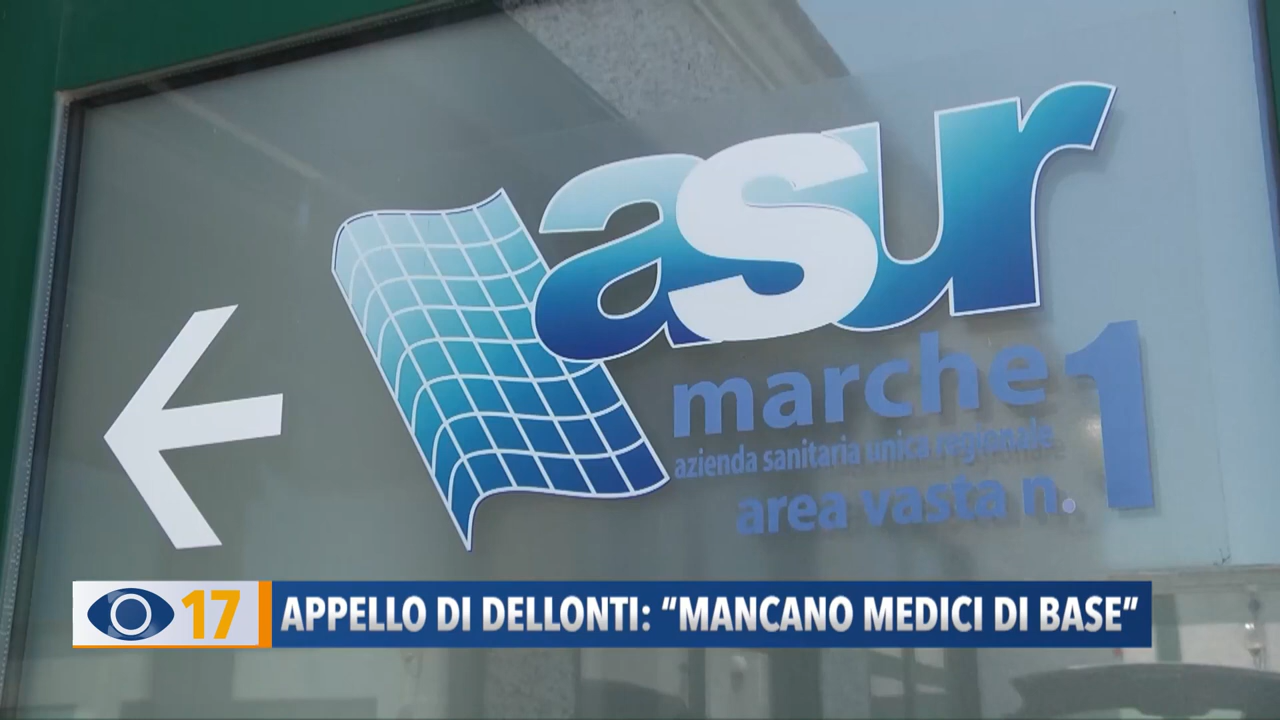 asur
marche 1
azienda sanitaria unica regionale
area vasta n.
17 APPELLO DI DELLONTI: “MANCANO MEDICI DI BASE”